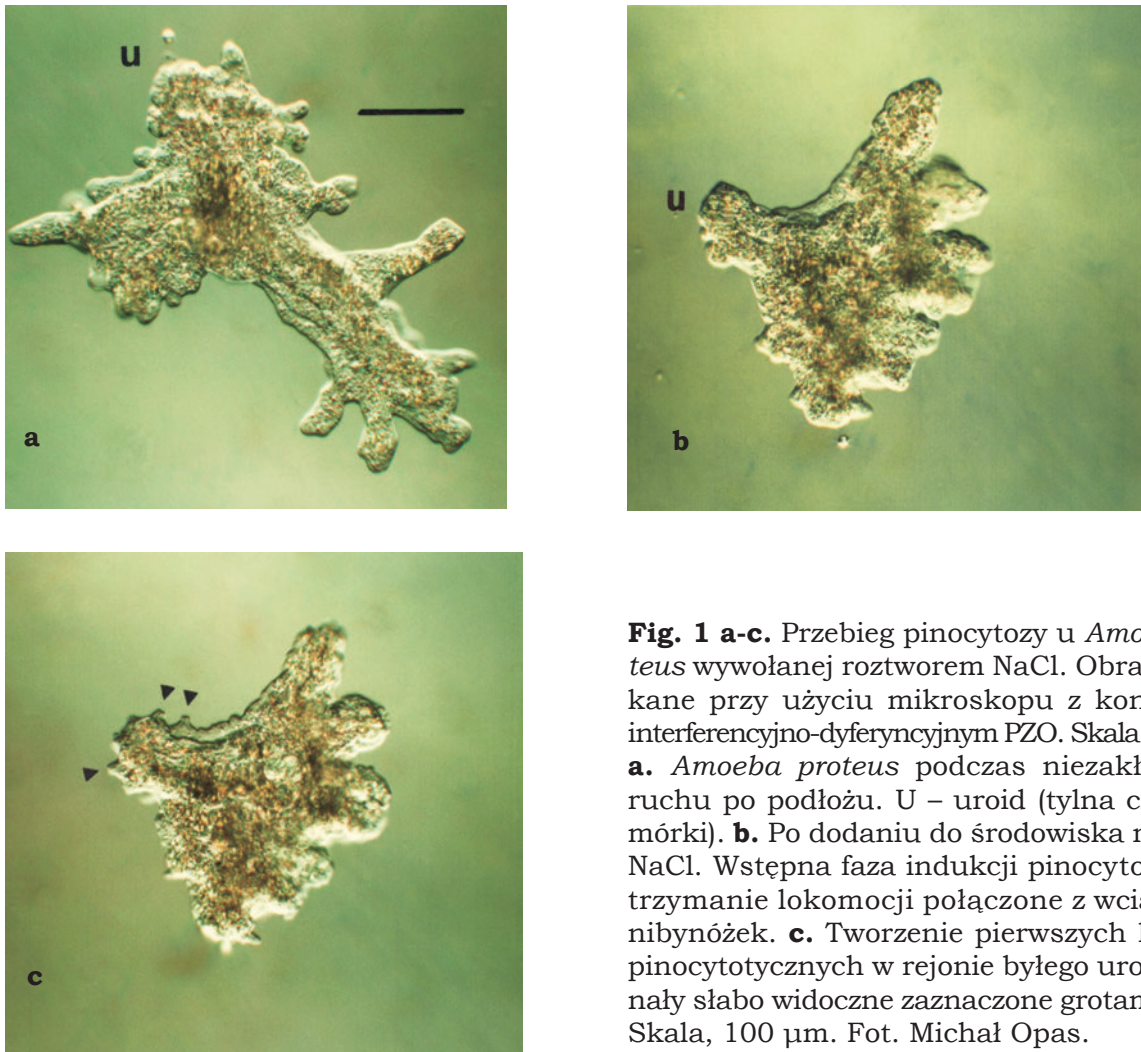 u
a
u
b
c
Fig. 1 a-c. Przebieg pinocytozy u Amo
teus wywołanej roztworem NaCl. Obra
kane przy użyciu mikroskopu z kon
interferencyjno-dyferyncyjnym PZO. Skala
a. Amoeba proteus podczas niezakł
ruchu po podłożu. U – uroid (tylna c
mórki). b. Po dodaniu do środowiska r
NaCl. Wstępna faza indukcji pinocyto
trzymanie lokomocji połączone z wcią
nibynóżek. c. Tworzenie pierwszych
pinocytotycznych w rejonie byłego uro
nały słabo widoczne zaznaczone grotan
Skala, 100 µm. Fot. Michał Opas.